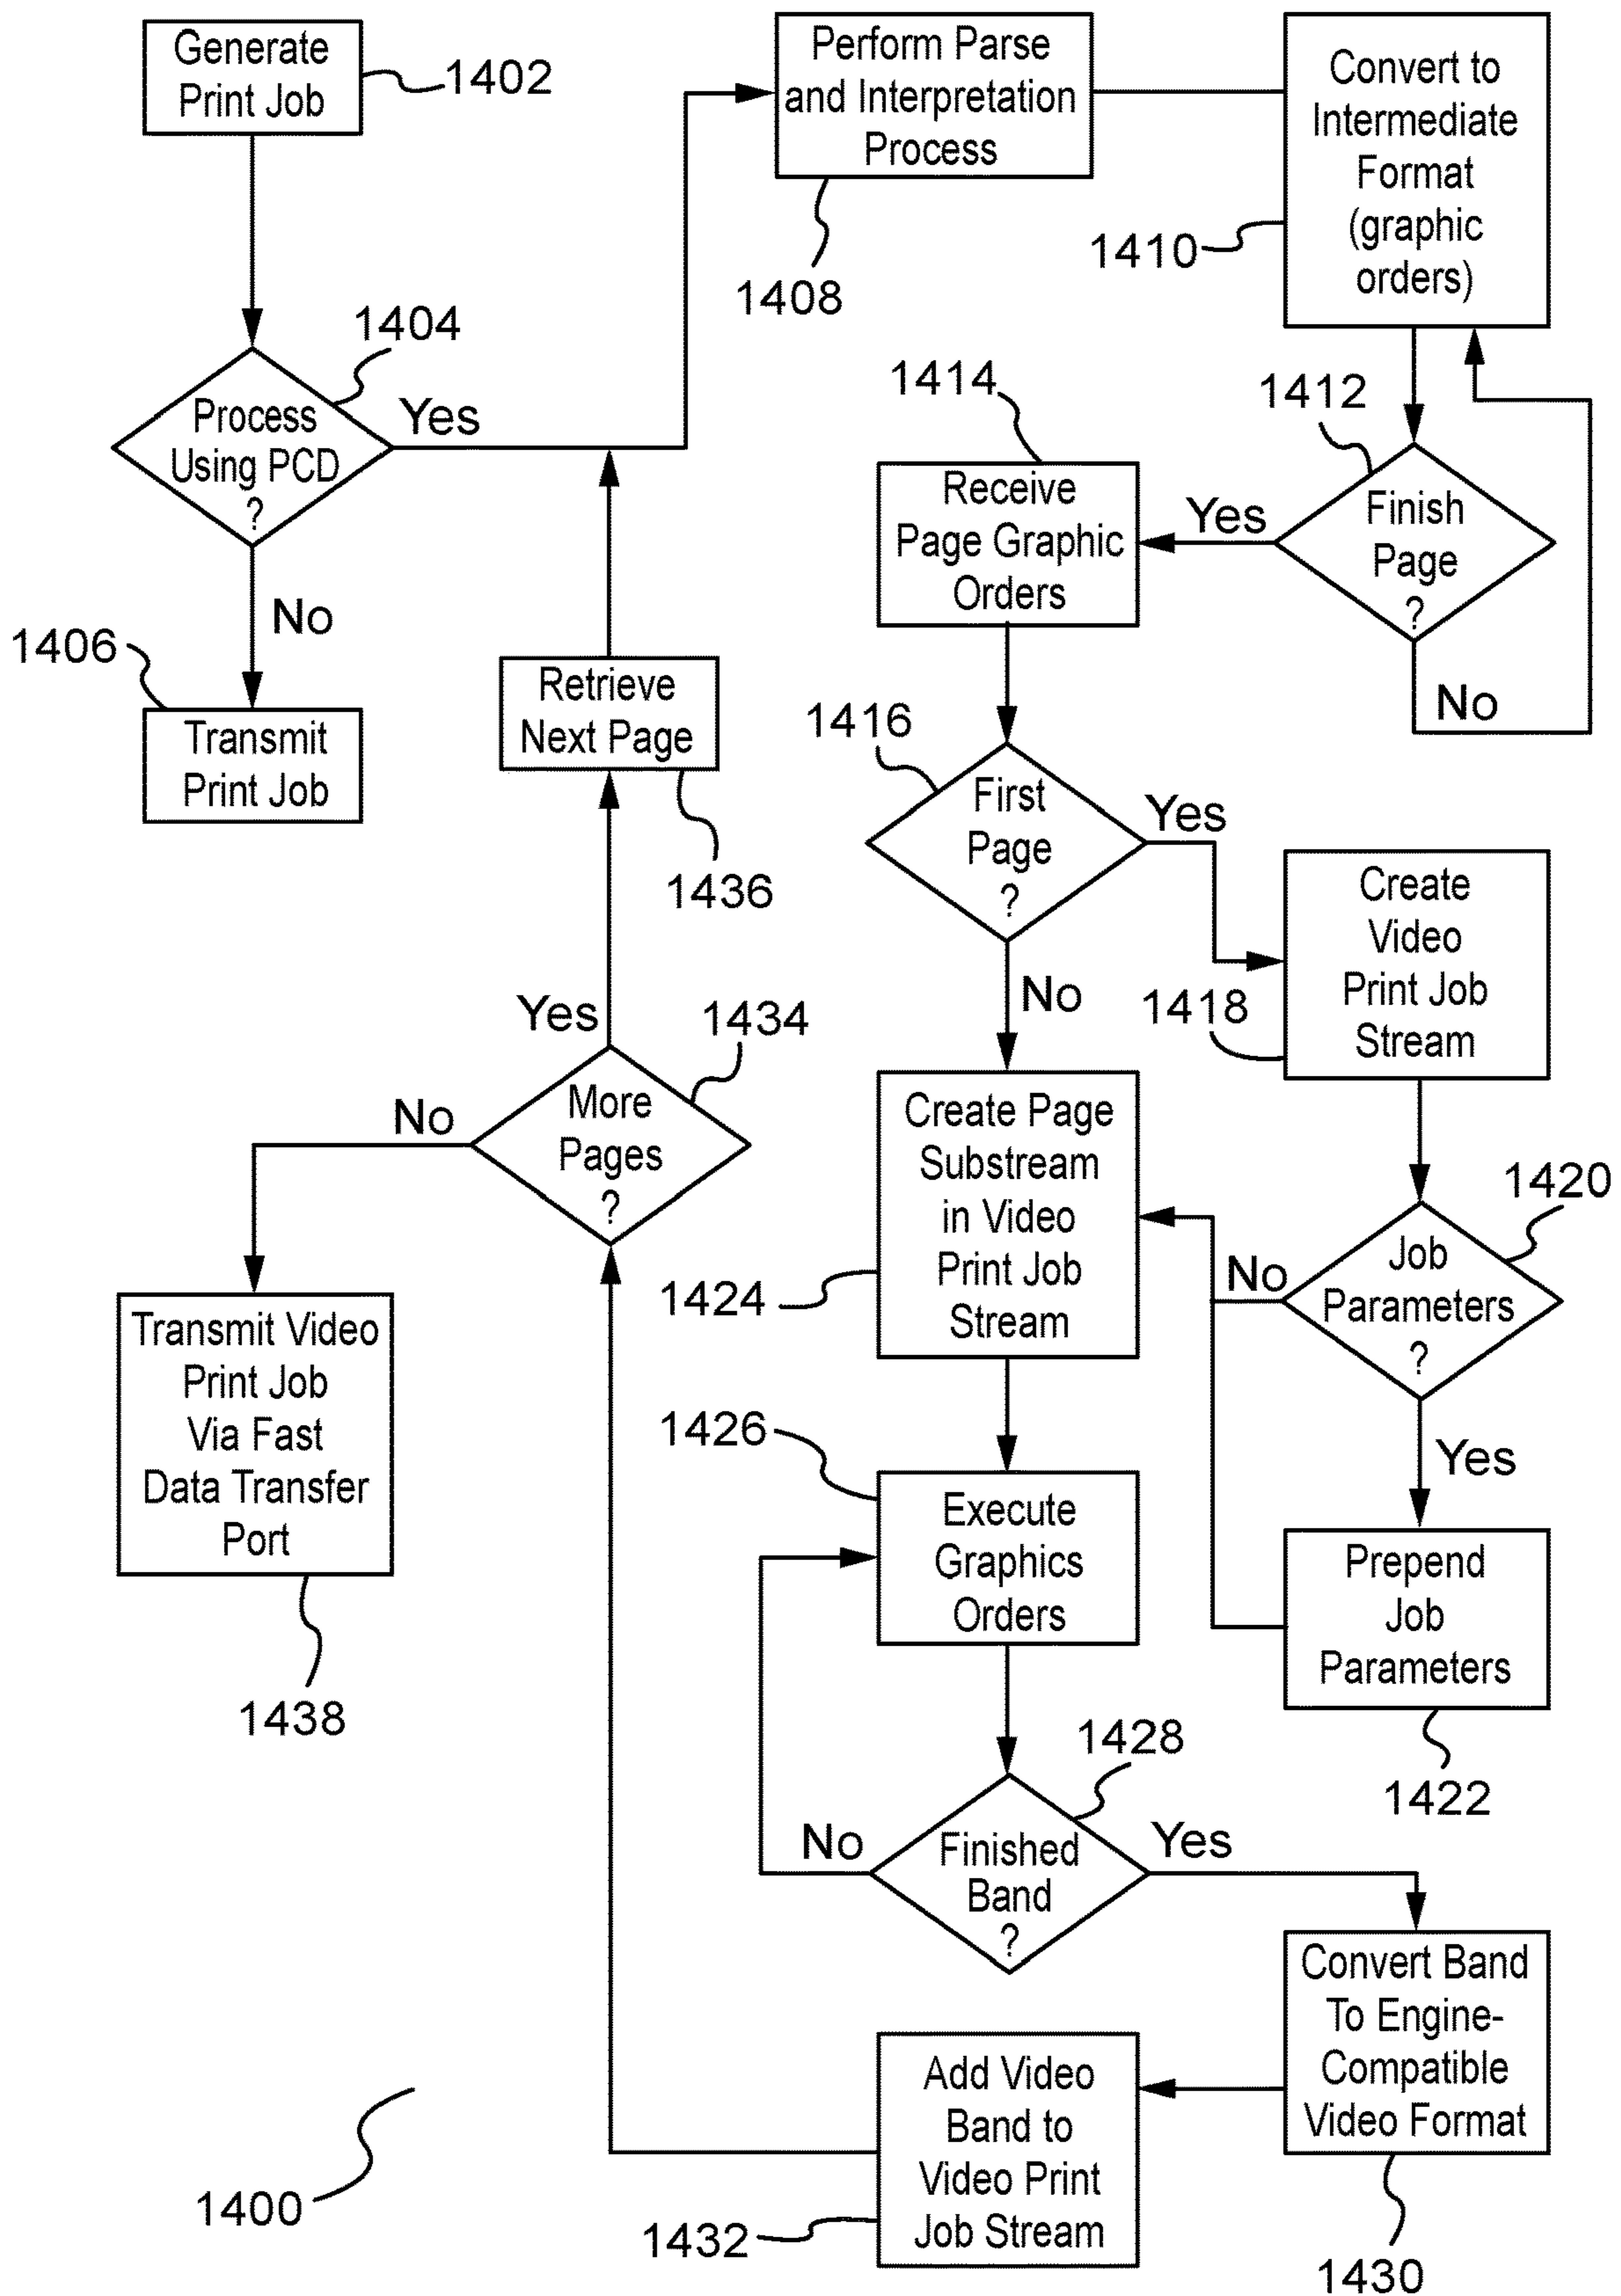 Generate
Print Job
1402
Process
Using PCD
?
1404
Yes
No
1406
Transmit
Print Job
Perform Parse
and Interpretation
Process
1408
Convert to
Intermediate
Format
(graphic
orders)
1410
1412
Finish
Page
?
Yes
No
1414
Receive
Page Graphic
Orders
1416
First
Page
?
Yes
No
Create
Video
Print Job
Stream
1418
1420
Job
Parameters
?
No
Yes
Prepend
Job
Parameters
1422
Create Page
Substream
in Video
Print Job
Stream
1424
1426
Execute
Graphics
Orders
1428
Finished
Band
?
No
Yes
Convert Band
To Engine-
Compatible
Video Format
1430
Add Video
Band to
Video Print
Job Stream
1432
1434
More
Pages
?
Yes
No
Retrieve
Next Page
1436
Transmit Video
Print Job
Via Fast
Data Transfer
Port
1438
1400